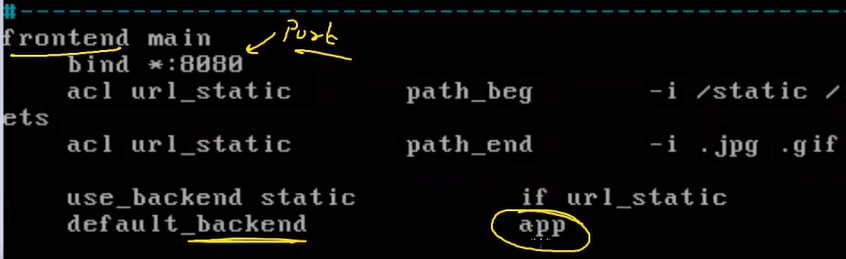 #---------------------------------------------------------------------
frontend main
Port
bind *:8080
acl url_static path_beg -i /static /
ets
acl url_static path_end -i .jpg .gif
use_backend static if url_static
default_backend app